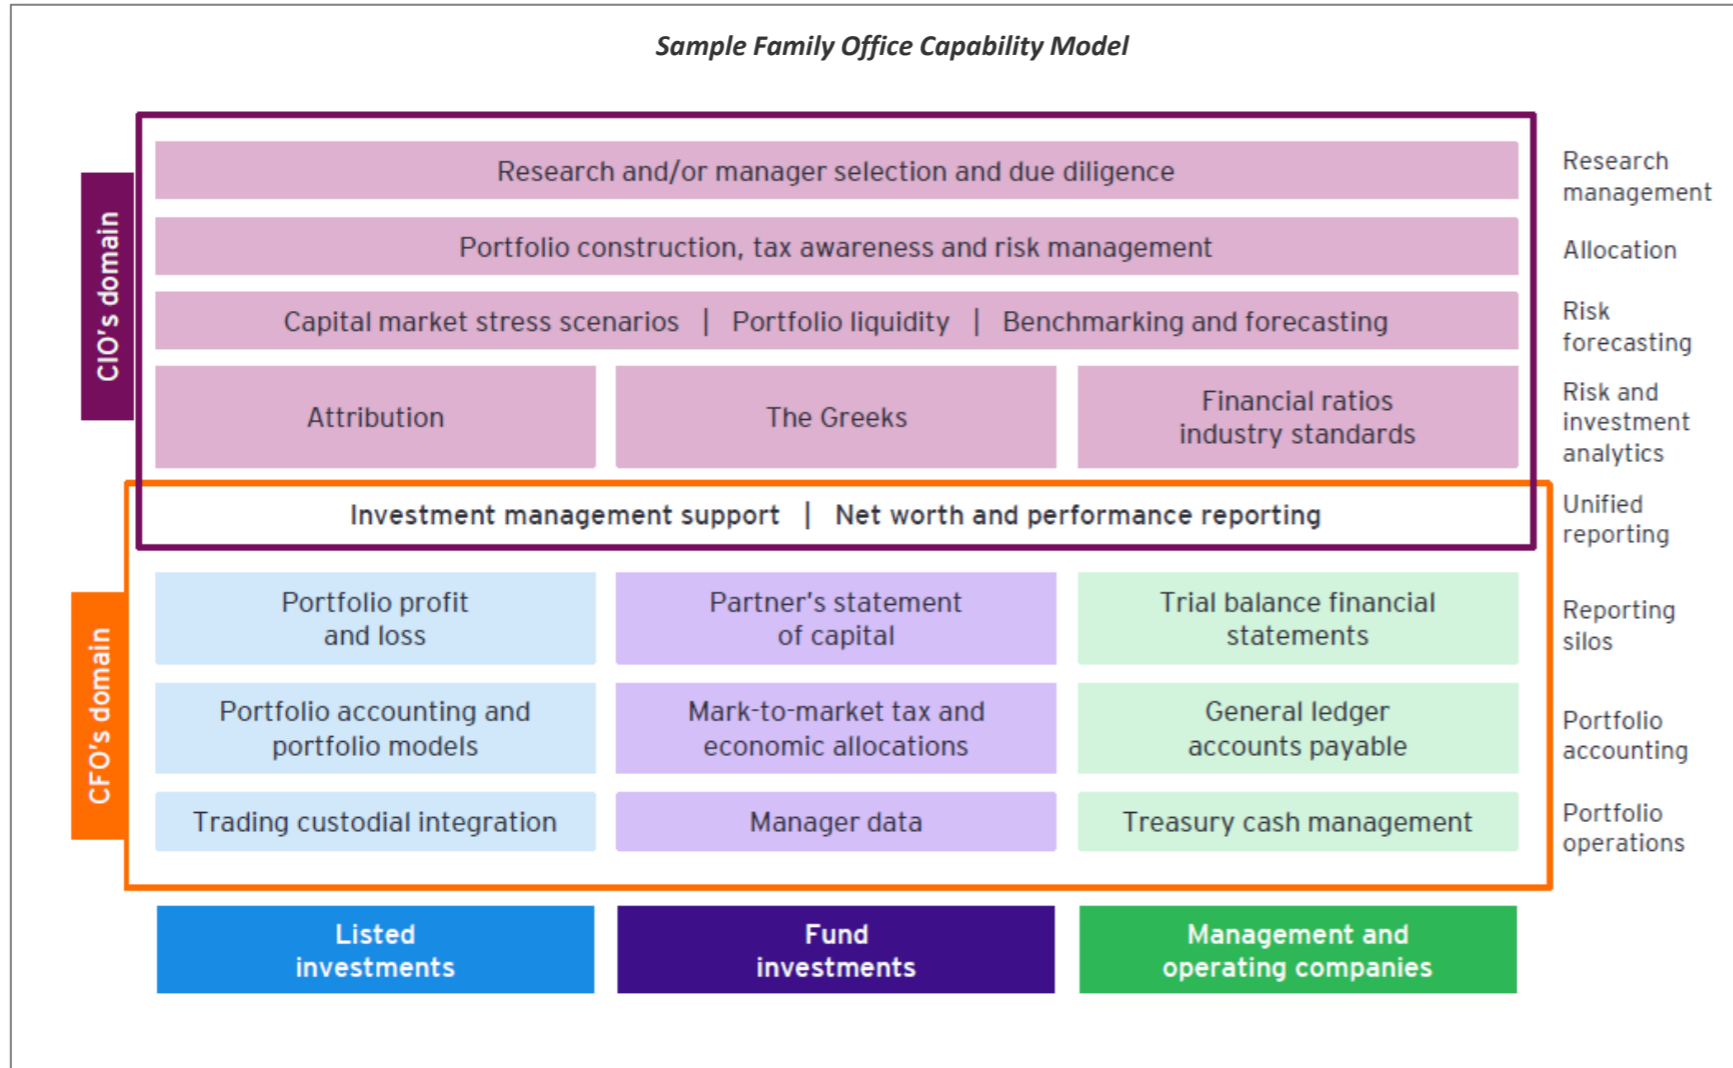 Sample Family Office Capability Model
CIO's domain
Research and/or manager selection and due diligence
Research
management
Portfolio construction, tax awareness and risk management
Allocation
Capital market stress scenarios | Portfolio liquidity | Benchmarking and forecasting
Risk
forecasting
Attribution
The Greeks
Financial ratios
industry standards
Risk and
investment
analytics
Investment management support | Net worth and performance reporting
Unified
reporting
CFO's domain
Portfolio profit
and loss
Partner's statement
of capital
Trial balance financial
statements
Reporting
silos
Portfolio accounting and
portfolio models
Mark-to-market tax and
economic allocations
General ledger
accounts payable
Portfolio
accounting
Trading custodial integration
Manager data
Treasury cash management
Portfolio
operations
Listed
investments
Fund
investments
Management and
operating companies